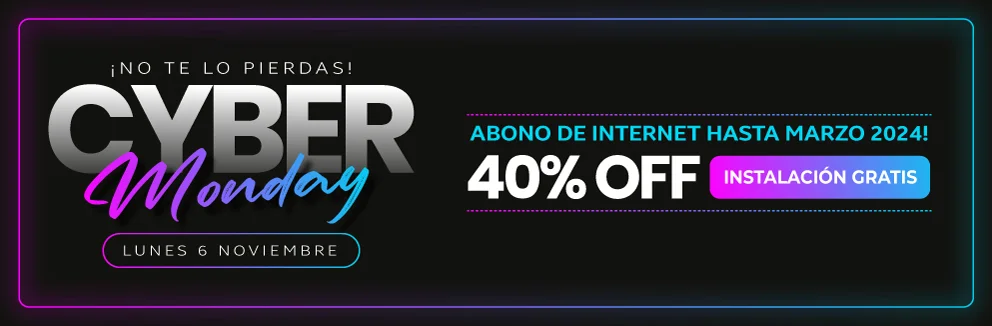 ¡NO TE LO PIERDAS!
CYBER
Monday
LUNES 6 NOVIEMBRE
ABONO DE INTERNET HASTA MARZO 2024!
40% OFF INSTALACIÓN GRATIS